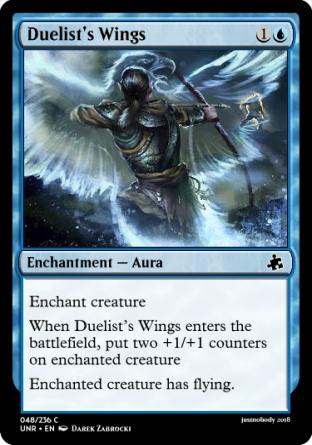 Duelist's Wings 1
Enchantment — Aura
Enchant creature
When Duelist's Wings enters the
battlefield, put two +1/+1 counters
on enchanted creature
Enchanted creature has flying.
048/236 C
UNR • EN DAREK ZABROCKI
justnobody 2018